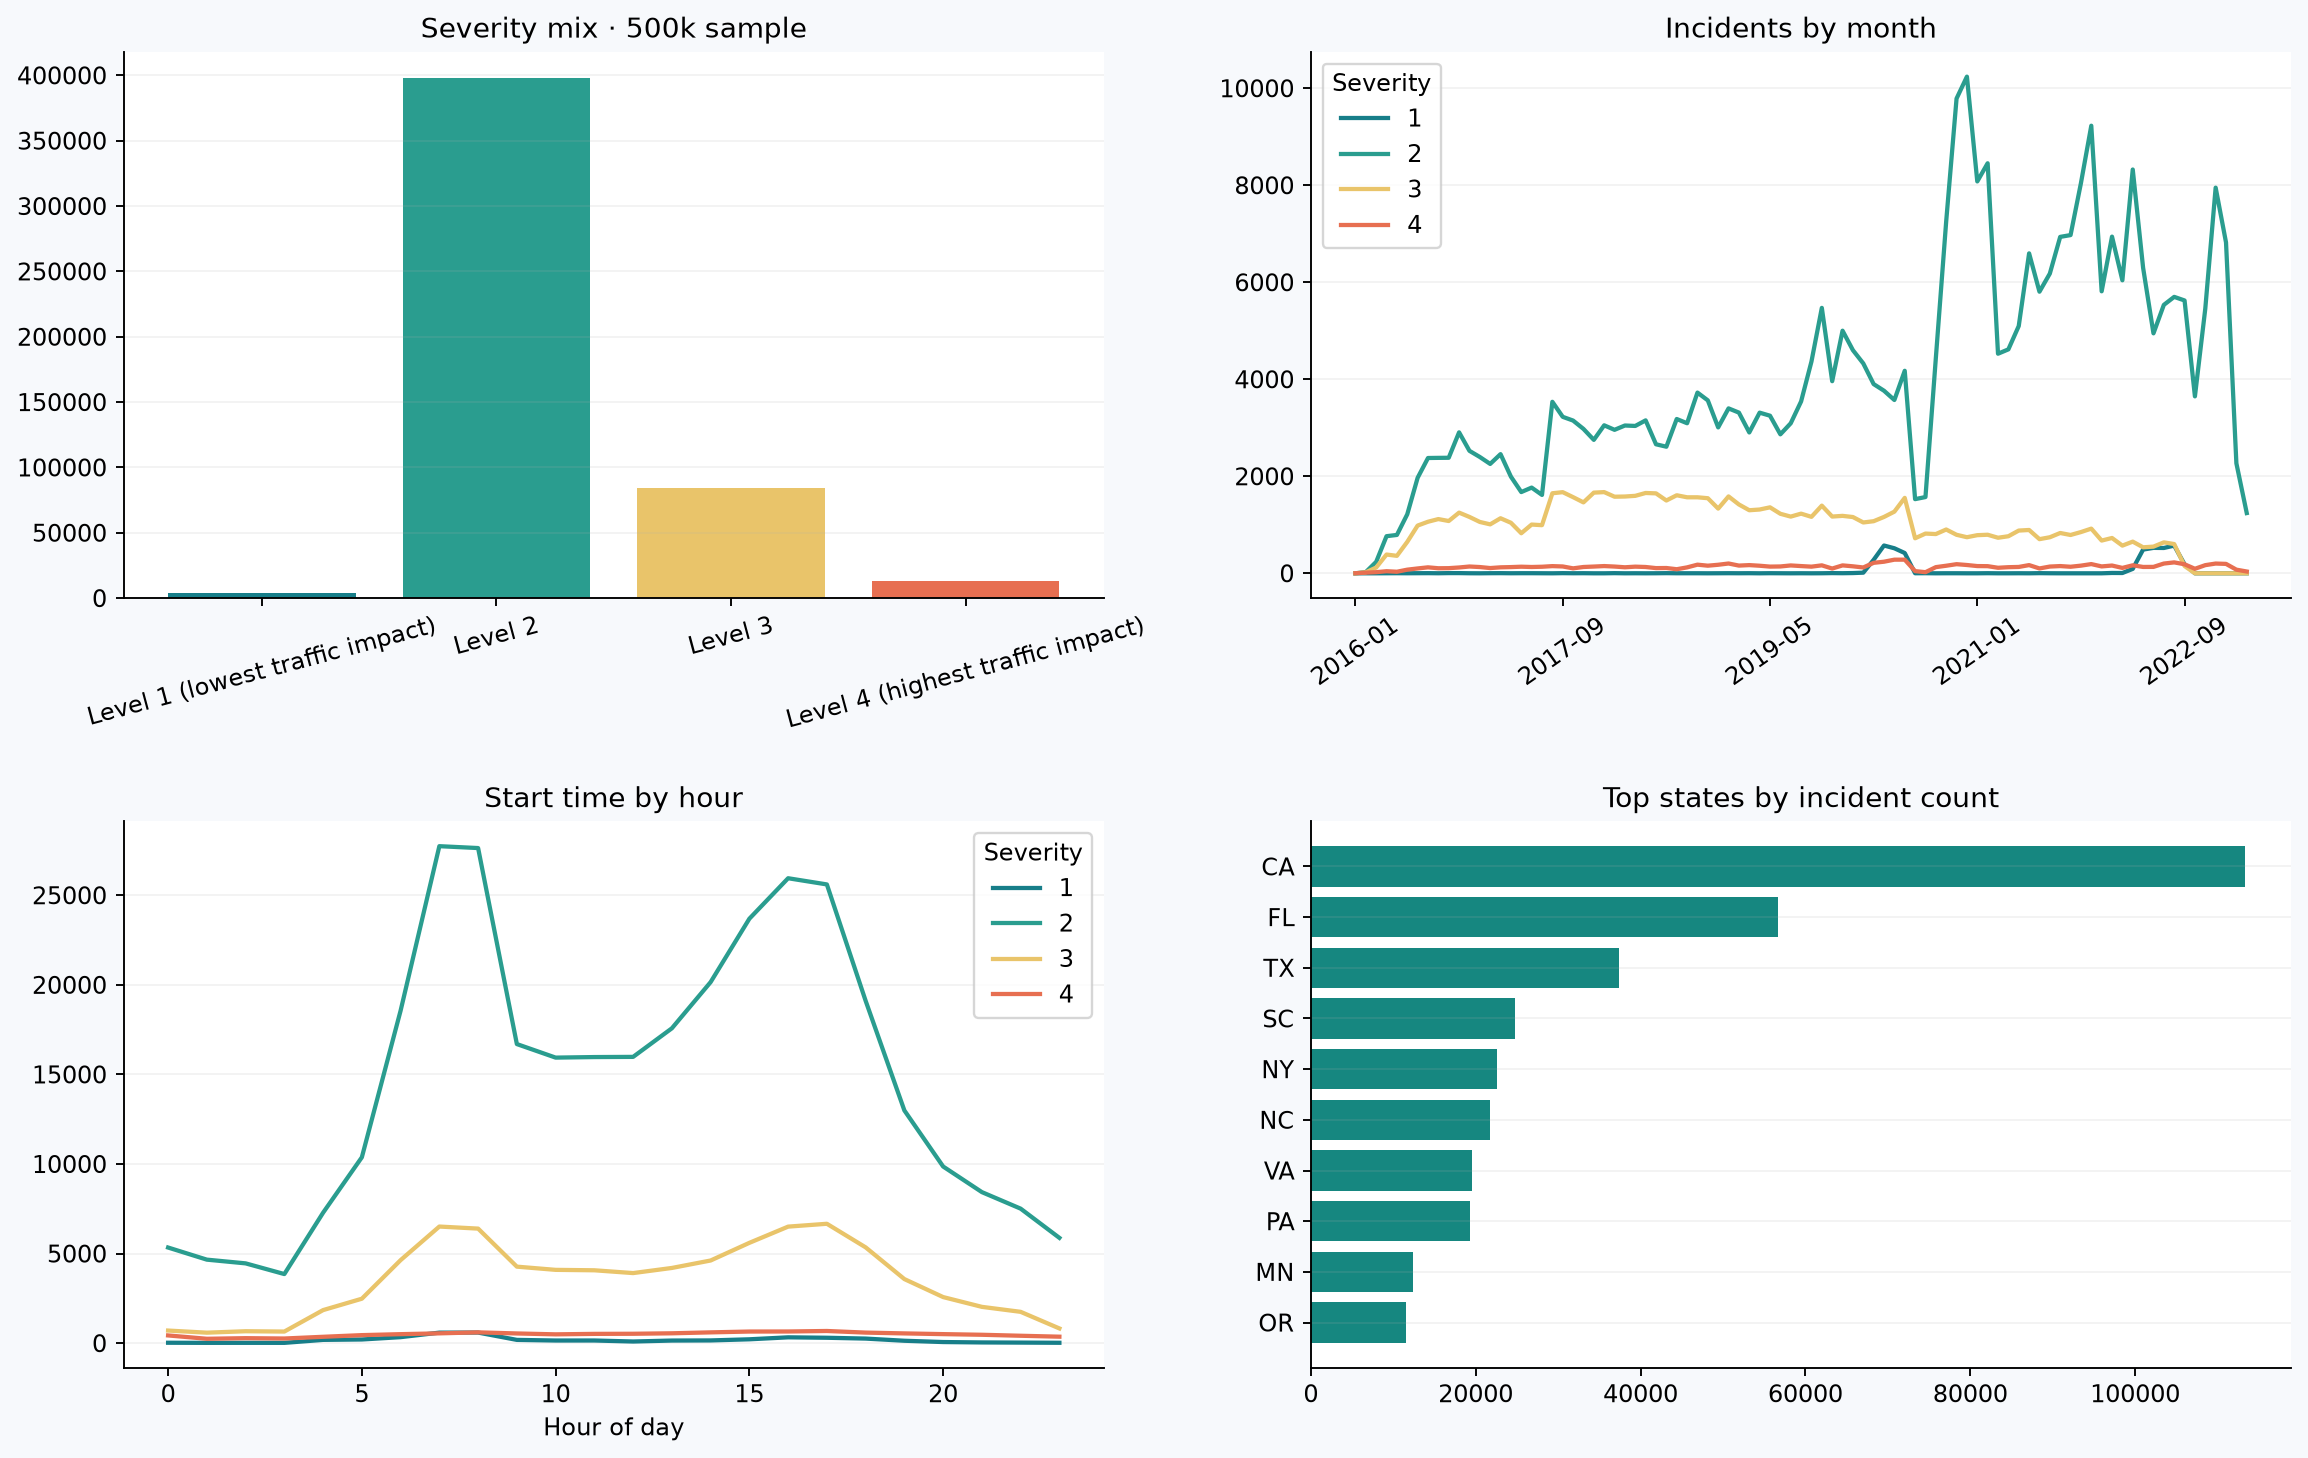 Severity mix · 500k sample
400000
350000
300000
250000
200000
150000
100000
50000
0
Level 1 (lowest traffic impact)
Level 2
Level 3
Level 4 (highest traffic impact)
Incidents by month
10000
8000
6000
4000
2000
0
Severity
1
2
3
4
2016-01
2017-09
2019-05
2021-01
2022-09
Start time by hour
25000
20000
15000
10000
5000
0
Severity
1
2
3
4
0
5
10
15
20
Hour of day
Top states by incident count
CA
FL
TX
SC
NY
NC
VA
PA
MN
OR
0
20000
40000
60000
80000
100000